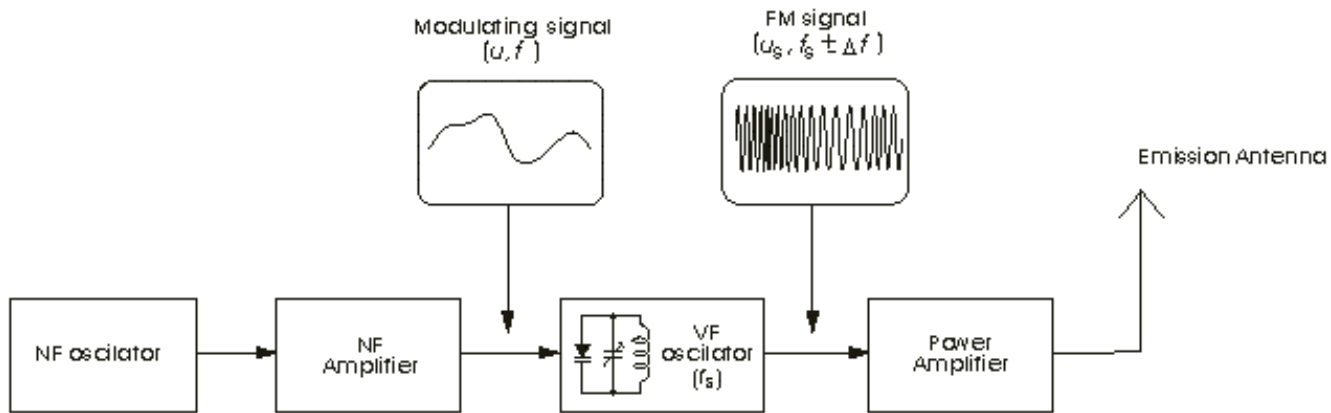 Modulating signal
(u, f)
FM signal
(us, fs ± Δf)
Emission Antenna
NF oscilator
NF
Amplifier
VF
oscilator
(fs)
Power
Amplifier